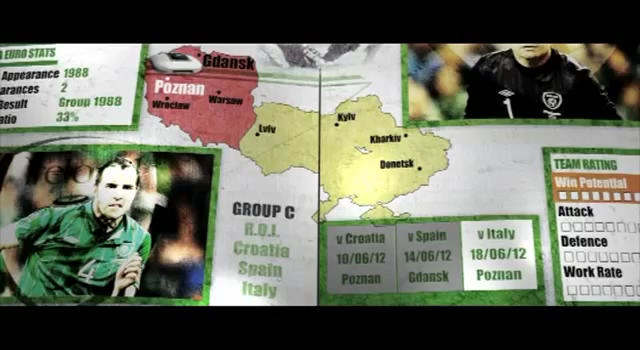 EURO STATS
Appearance 1988
arances 2
Result Group 1988
atio 33%
Gdansk
Poznan
Wroclaw
Warsaw
Lviv
Kyiv
Kharkiv
Donetsk
GROUP C
R.O.I.
Croatia
Spain
Italy
v Croatia
10/06/12
Poznan
v Spain
14/06/12
Gdansk
v Italy
18/06/12
Poznan
TEAM RATING
Win Potential
Attack
Defence
Work Rate
1
4